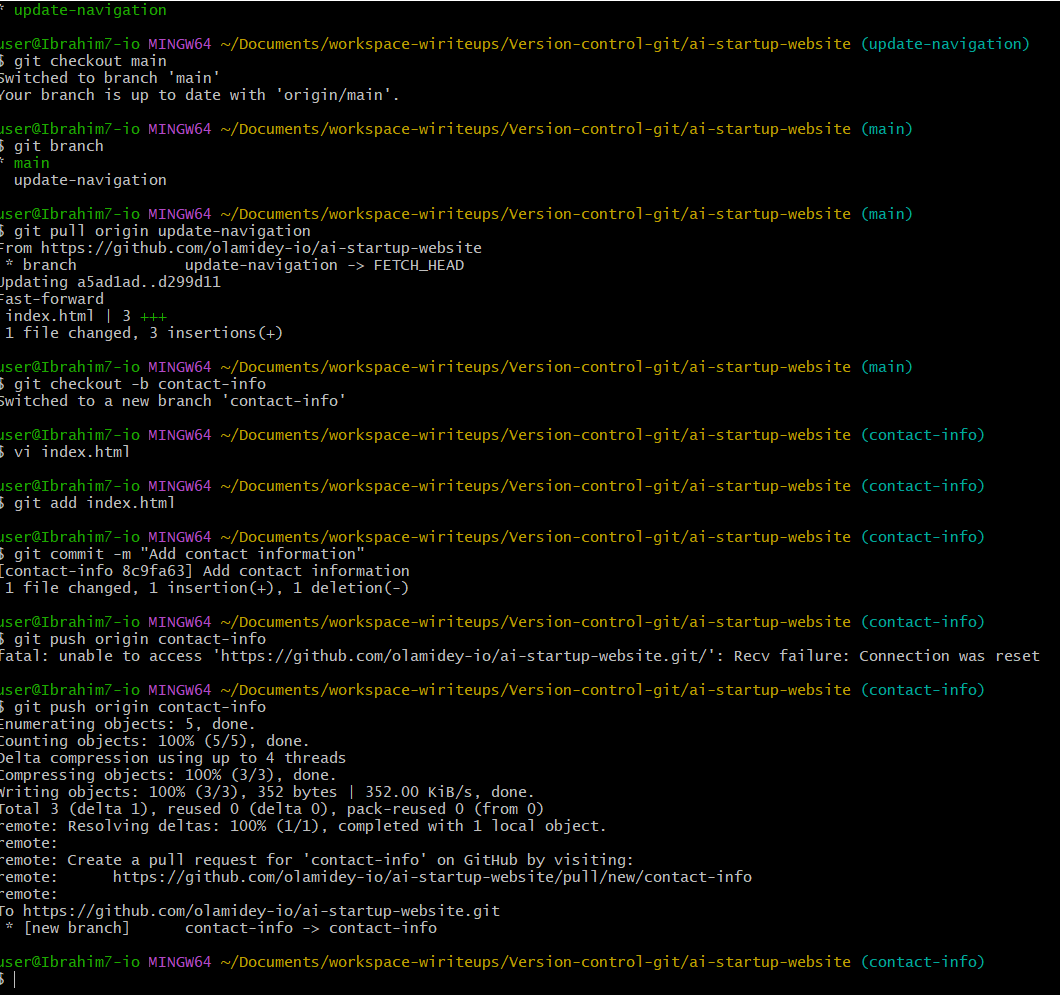 * update-navigation
user@Ibrahim7-io MINGW64 ~/Documents/workspace-wiriteups/Version-control-git/ai-startup-website (update-navigation)
$ git checkout main
Switched to branch 'main'
Your branch is up to date with 'origin/main'.
user@Ibrahim7-io MINGW64 ~/Documents/workspace-wiriteups/Version-control-git/ai-startup-website (main)
$ git branch
* main
  update-navigation
user@Ibrahim7-io MINGW64 ~/Documents/workspace-wiriteups/Version-control-git/ai-startup-website (main)
$ git pull origin update-navigation
From https://github.com/olamidey-io/ai-startup-website
 * branch            update-navigation -> FETCH_HEAD
Updating a5ad1ad..d299d11
Fast-forward
 index.html | 3 +++
 1 file changed, 3 insertions(+)
user@Ibrahim7-io MINGW64 ~/Documents/workspace-wiriteups/Version-control-git/ai-startup-website (main)
$ git checkout -b contact-info
Switched to a new branch 'contact-info'
user@Ibrahim7-io MINGW64 ~/Documents/workspace-wiriteups/Version-control-git/ai-startup-website (contact-info)
$ vi index.html
user@Ibrahim7-io MINGW64 ~/Documents/workspace-wiriteups/Version-control-git/ai-startup-website (contact-info)
$ git add index.html
user@Ibrahim7-io MINGW64 ~/Documents/workspace-wiriteups/Version-control-git/ai-startup-website (contact-info)
$ git commit -m "Add contact information"
[contact-info 8c9fa63] Add contact information
 1 file changed, 1 insertion(+), 1 deletion(-)
user@Ibrahim7-io MINGW64 ~/Documents/workspace-wiriteups/Version-control-git/ai-startup-website (contact-info)
$ git push origin contact-info
fatal: unable to access 'https://github.com/olamidey-io/ai-startup-website.git/': Recv failure: Connection was reset
user@Ibrahim7-io MINGW64 ~/Documents/workspace-wiriteups/Version-control-git/ai-startup-website (contact-info)
$ git push origin contact-info
Enumerating objects: 5, done.
Counting objects: 100% (5/5), done.
Delta compression using up to 4 threads
Compressing objects: 100% (3/3), done.
Writing objects: 100% (3/3), 352 bytes | 352.00 KiB/s, done.
Total 3 (delta 1), reused 0 (delta 0), pack-reused 0 (from 0)
remote: Resolving deltas: 100% (1/1), completed with 1 local object.
remote:
remote: Create a pull request for 'contact-info' on GitHub by visiting:
remote:      https://github.com/olamidey-io/ai-startup-website/pull/new/contact-info
remote:
To https://github.com/olamidey-io/ai-startup-website.git
 * [new branch]      contact-info -> contact-info
user@Ibrahim7-io MINGW64 ~/Documents/workspace-wiriteups/Version-control-git/ai-startup-website (contact-info)
$